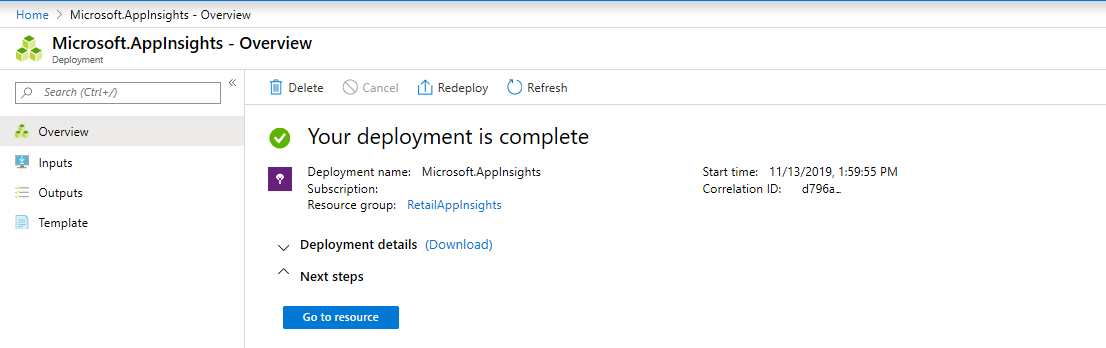 Home > Microsoft.AppInsights - Overview
Microsoft.AppInsights - Overview
Deployment
Search (Ctrl+/)
«
Delete Cancel Redeploy Refresh
Overview
Inputs
Outputs
Template
Your deployment is complete
Deployment name: Microsoft.AppInsights
Subscription:
Resource group: RetailAppInsights
Start time: 11/13/2019, 1:59:55 PM
Correlation ID: d796a..
Deployment details (Download)
Next steps
Go to resource